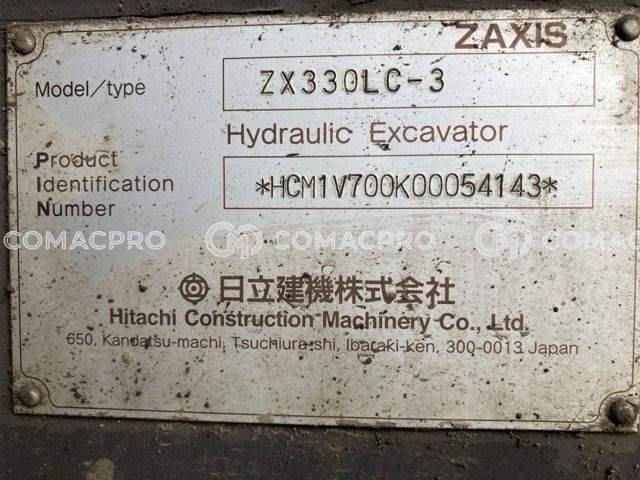 ZAXIS
Model/type ZX330LC-3
Hydraulic Excavator
Product
Identification *HCM1V700K00054143*
Number
COMACPRO COMACPRO COMACPRO
日立建機株式会社
Hitachi Construction Machinery Co., Ltd.
650, Kandatsu-machi, Tsuchiura-shi, Ibaraki-ken, 300-0013 Japan